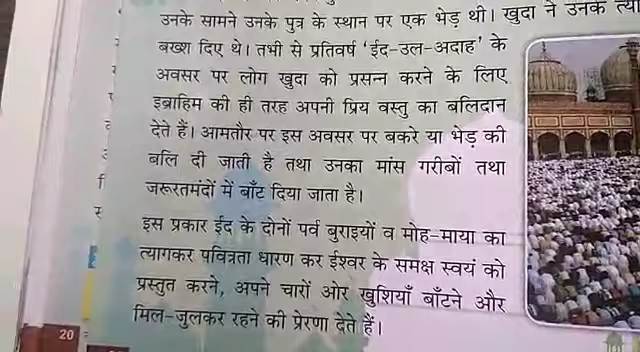 उनके सामने उनके पुत्र के स्थान पर एक भेड़ थी। खुदा ने उनके
बख्श दिए थे। तभी से प्रतिवर्ष ‘ईद-उल-अदाह’ के
अवसर पर लोग खुदा को प्रसन्न करने के लिए
इब्राहिम की ही तरह अपनी प्रिय वस्तु का बलिदान
देते हैं। आमतौर पर इस अवसर पर बकरे या भेड़ की
बलि दी जाती है तथा उनका मांस गरीबों तथा
जरूरतमंदों में बाँट दिया जाता है।
इस प्रकार ईद के दोनों पर्व बुराइयों व मोह-माया का
त्यागकर पवित्रता धारण कर ईश्वर के समक्ष स्वयं को
प्रस्तुत करने, अपने चारों ओर खुशियाँ बाँटने और
मिल-जुलकर रहने की प्रेरणा देते हैं।
20